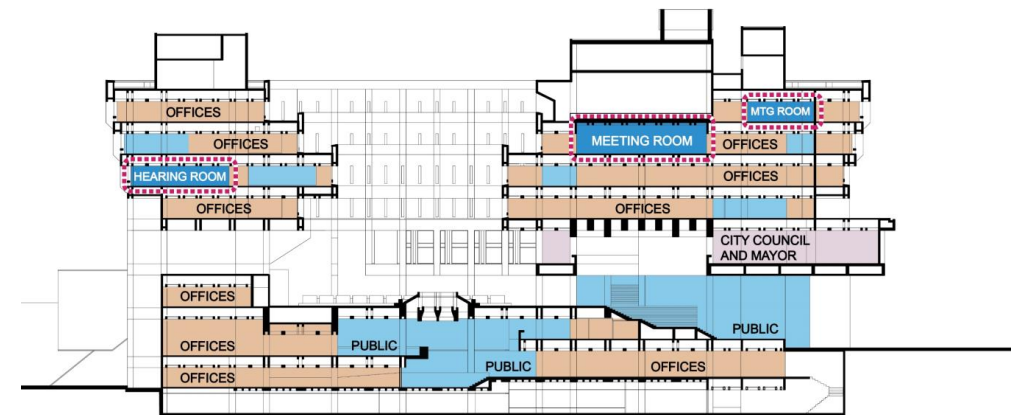 OFFICES
MTG ROOM
OFFICES
MEETING ROOM
OFFICES
HEARING ROOM
OFFICES
OFFICES
OFFICES
CITY COUNCIL
AND MAYOR
OFFICES
PUBLIC
OFFICES
PUBLIC
PUBLIC
OFFICES
OFFICES